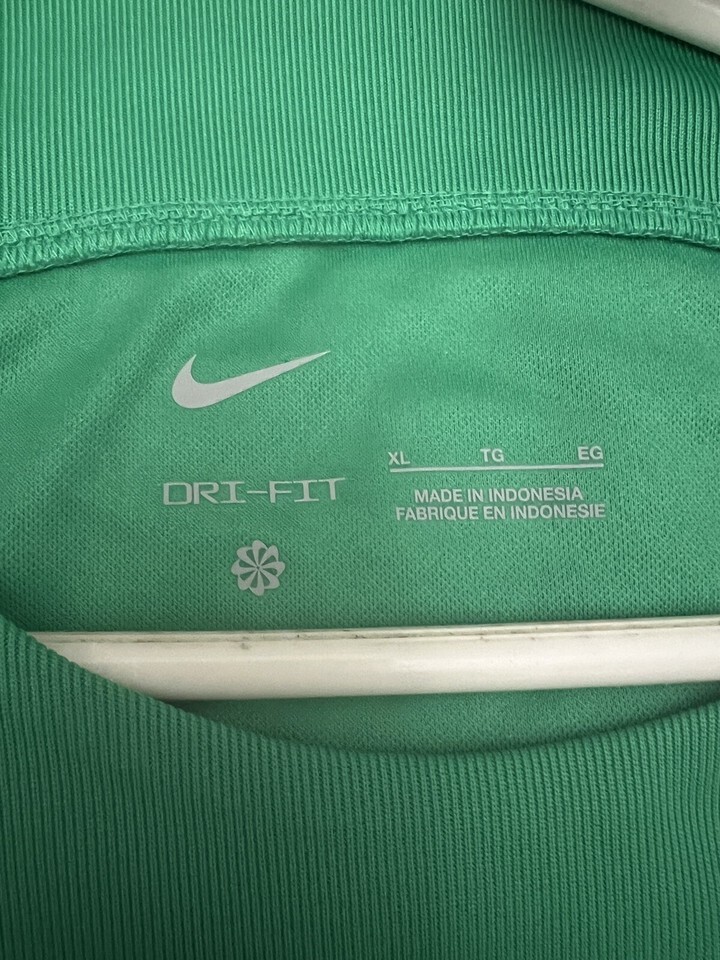 DRI-FIT
XL TG EG
MADE IN INDONESIA
FABRIQUE EN INDONESIE